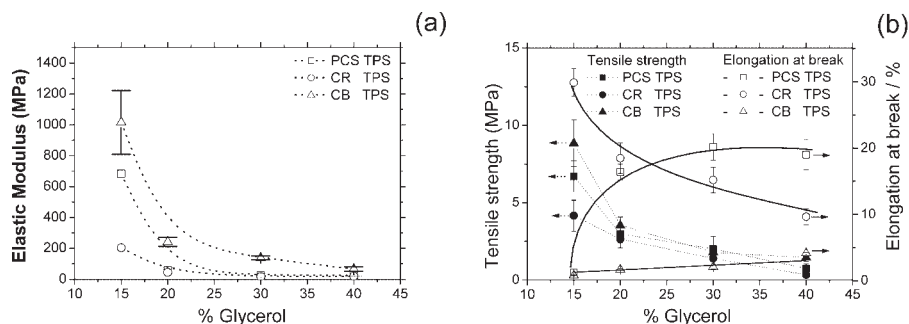 (a)
Elastic Modulus (MPa)
1400
1200
1000
800
600
400
200
0
PCS TPS
CR TPS
CB TPS
10 15 20 25 30 35 40 45
% Glycerol
(b)
Tensile strength (MPa)
15
10
5
0
Tensile strength
PCS TPS
CR TPS
CB TPS
Elongation at break
PCS TPS
CR TPS
CB TPS
30
20
10
0
Elongation at break / %
10 15 20 25 30 35 40 45
% Glycerol